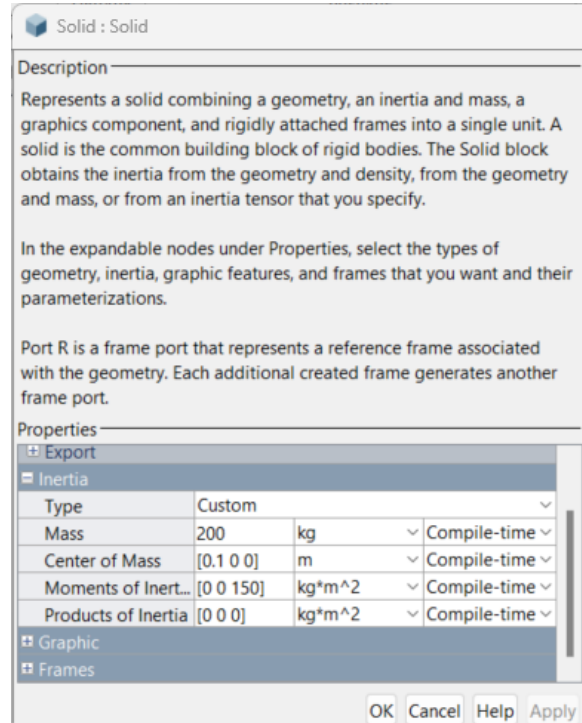 Solid : Solid
Description
Represents a solid combining a geometry, an inertia and mass, a
graphics component, and rigidly attached frames into a single unit. A
solid is the common building block of rigid bodies. The Solid block
obtains the inertia from the geometry and density, from the geometry
and mass, or from an inertia tensor that you specify.
In the expandable nodes under Properties, select the types of
geometry, inertia, graphic features, and frames that you want and their
parameterizations.
Port R is a frame port that represents a reference frame associated
with the geometry. Each additional created frame generates another
frame port.
Properties
Export
Inertia
Type Custom
Mass 200 kg Compile-time
Center of Mass [0.1 0 0] m Compile-time
Moments of Inert... [0 0 150] kg*m^2 Compile-time
Products of Inertia [0 0 0] kg*m^2 Compile-time
Graphic
Frames
OK Cancel Help Apply